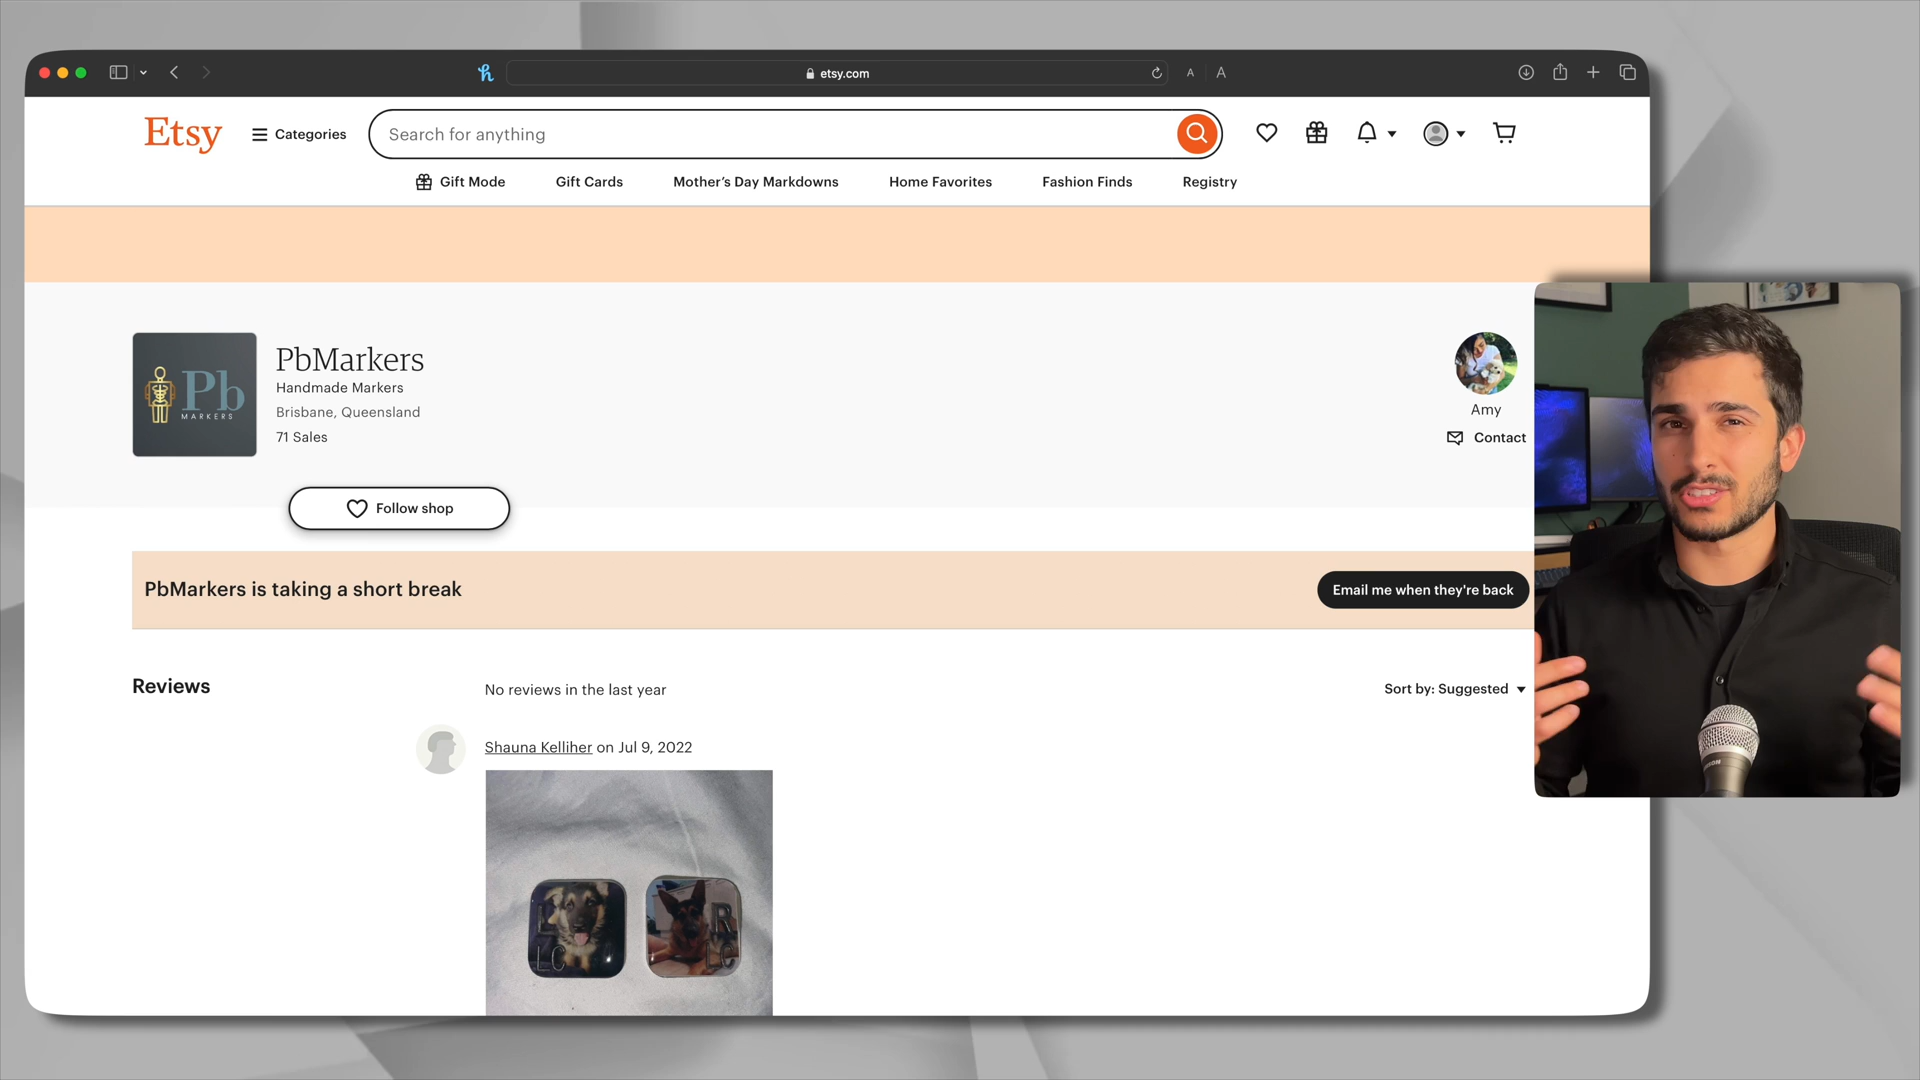 etsy.com
A
A
Etsy
Categories
Search for anything
Gift Mode
Gift Cards
Mother's Day Markdowns
Home Favorites
Fashion Finds
Registry
Pb
MARKERS
PbMarkers
Handmade Markers
Brisbane, Queensland
71 Sales
Amy
Contact
Follow shop
PbMarkers is taking a short break
Email me when they're back
Reviews
No reviews in the last year
Sort by: Suggested
Shauna Kelliher on Jul 9, 2022
L
LC
R
LC